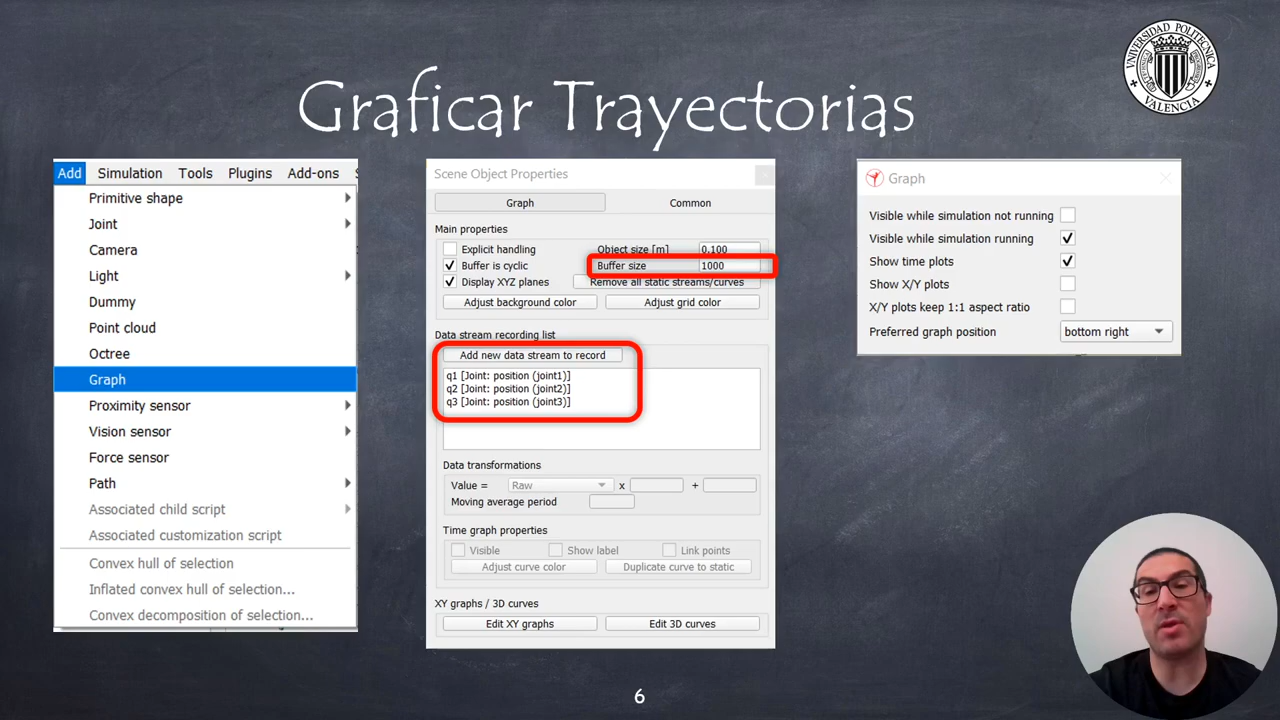 UNIVERSIDAD POLITECNICA
VALENCIA
Graficar Trayectorias
Add Simulation Tools Plugins Add-ons
Primitive shape
Joint
Camera
Light
Dummy
Point cloud
Octree
Graph
Proximity sensor
Vision sensor
Force sensor
Path
Associated child script
Associated customization script
Convex hull of selection
Inflated convex hull of selection...
Convex decomposition of selection...
Scene Object Properties
Graph Common
Main properties
Explicit handling Object size [m] 0,100
Buffer is cyclic Buffer size 1000
Display XYZ planes Remove all static streams/curves
Adjust background color Adjust grid color
Data stream recording list
Add new data stream to record
q1 [Joint: position (joint1)]
q2 [Joint: position (joint2)]
q3 [Joint: position (joint3)]
Data transformations
Value = Raw x +
Moving average period
Time graph properties
Visible Show label Link points
Adjust curve color Duplicate curve to static
XY graphs / 3D curves
Edit XY graphs Edit 3D curves
Graph
Visible while simulation not running
Visible while simulation running
Show time plots
Show X/Y plots
X/Y plots keep 1:1 aspect ratio
Preferred graph position bottom right
6